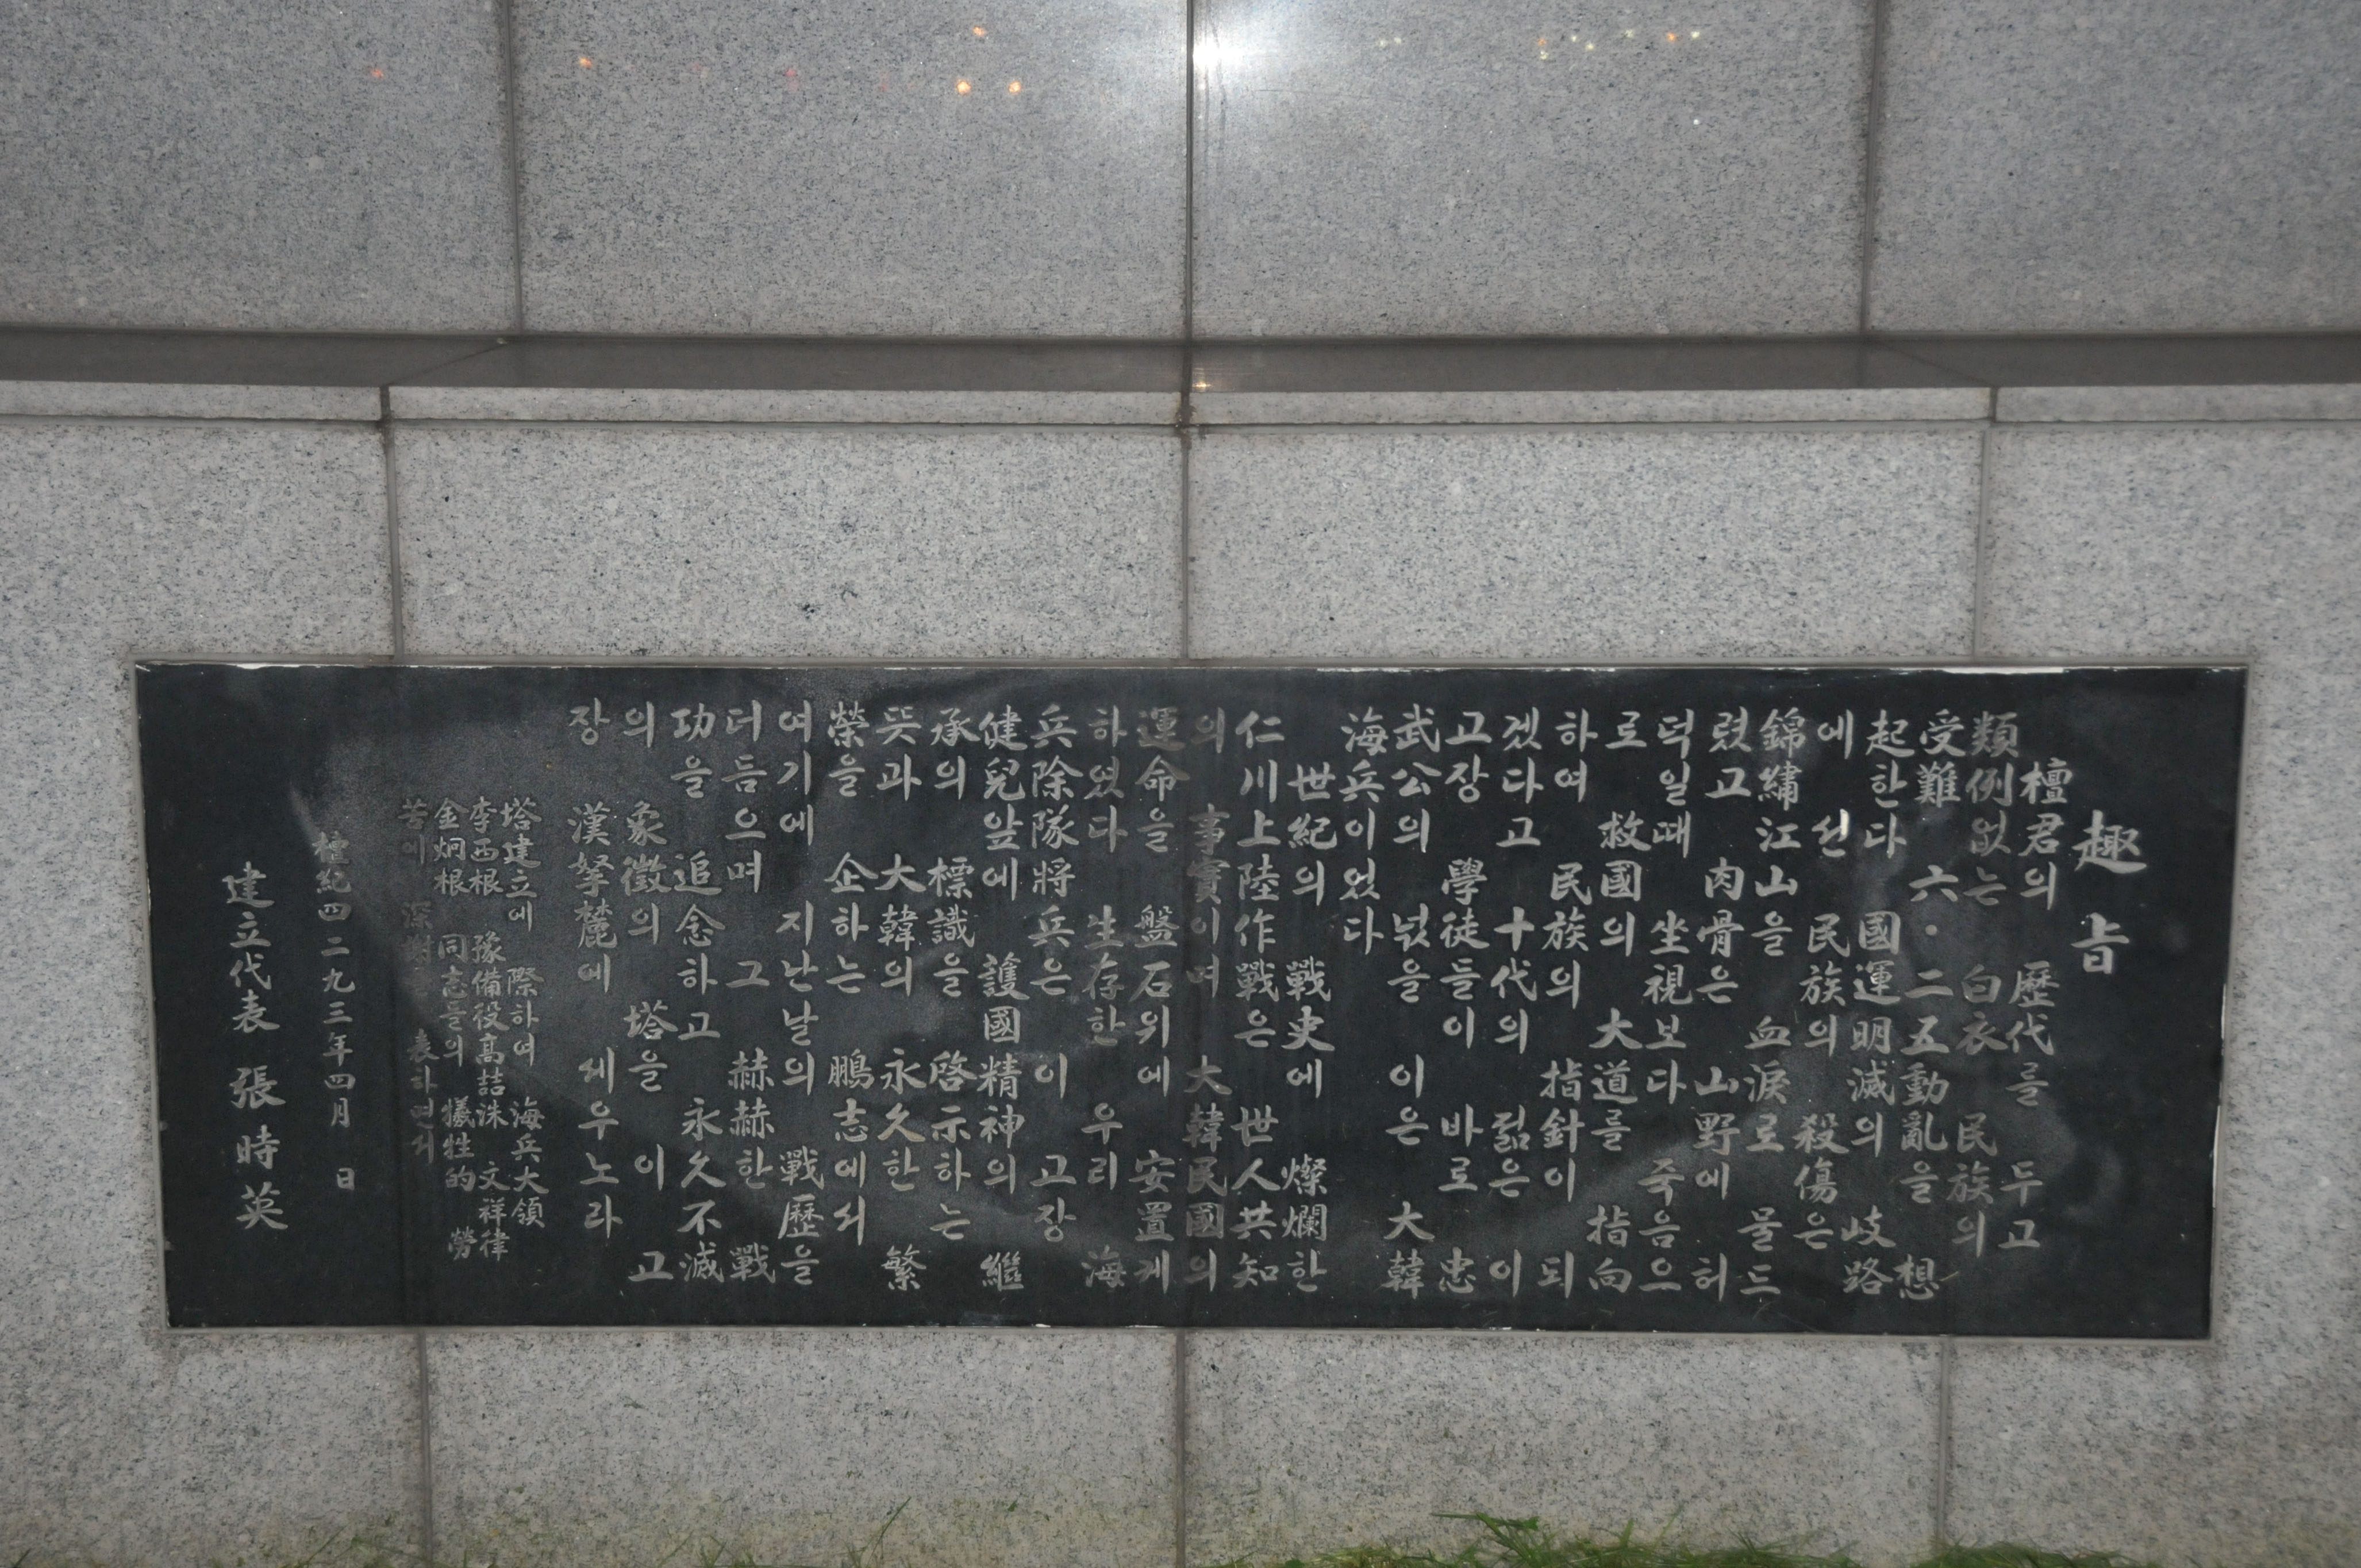 趣旨
檀君의 歷代를 두고
類例없는 白衣民族의
受難 六·二五動亂을 想
起한다 國運明滅의 岐路
에 선 民族의 殺傷은
錦繡江山을 血淚로 물드
렸고 肉骨은 山野에 허
덕일때 坐視보다 죽음으
로 救國의 大道를 指向
하여 民族의 指針이 되
겠다고 十代의 젊은 이
고장 學徒들이 바로 忠
武公의 넋을 이은 大韓
海兵이었다
世紀의 戰史에 燦爛한
仁川上陸作戰은 世人共知
의 事實이며 大韓民國의
運命을 盤石위에 安置게
하였다 生存한 우리 海
兵除隊將兵은 이 고장
健兒앞에 護國精神의 繼
承의 標識을 啓示하는
뜻과 大韓의 永久한 繁
榮을 企하는 鵬志에서
여기에 지난날의 戰歷을
더듬으며 그 赫赫한 戰
功을 追念하고 永久不滅
의 象徵의 塔을 이 고
장 漢拏麓에 세우노라
塔建立에 際하여 海兵大領
李西根 豫備役高喆洙 文祥律
金炯根 同志들의 犧牲的 勞
苦에 深謝를 表하면서
檀紀四二九三年四月 日
建立代表 張時英